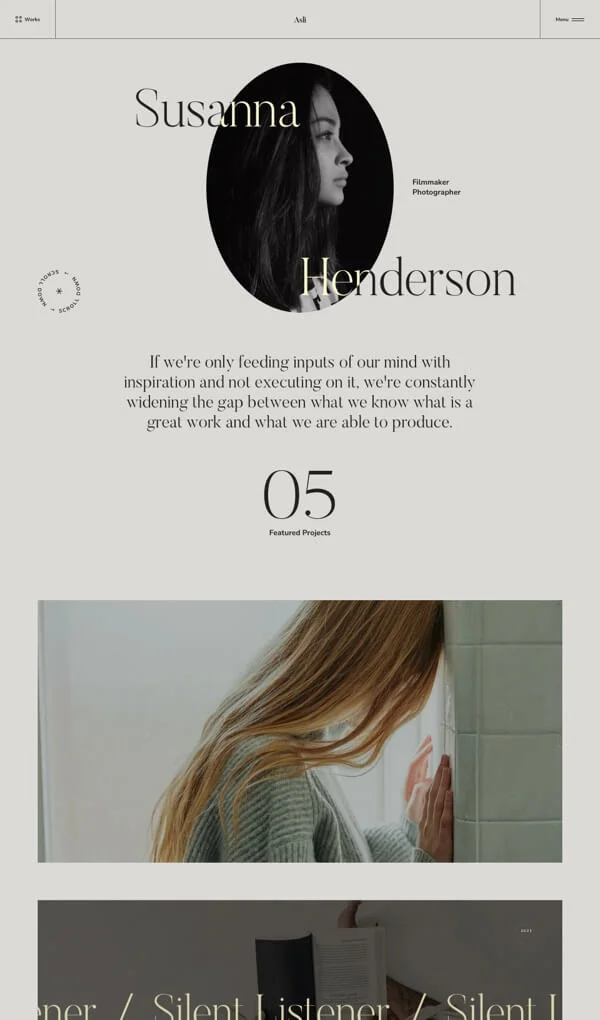 Works
Aslı
Menu
Susanna
Filmmaker
Photographer
Henderson
SCROLL DOWN • SCROLL DOWN •
If we're only feeding inputs of our mind with
inspiration and not executing on it, we're constantly
widening the gap between what we know what is a
great work and what we are able to produce.
05
Featured Projects
2021
ener / Silent Listener / Silent L